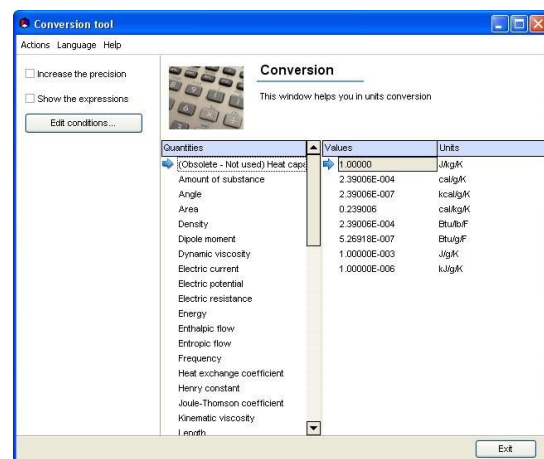 Conversion tool
Actions Language Help
Increase the precision
Show the expressions
Edit conditions...
Conversion
This window helps you in units conversion
Quantities Values Units
(Obsolete - Not used) Heat capa 1.00000 J/kg/K
Amount of substance 2.39006E-004 cal/g/K
Angle 2.39006E-007 kcal/g/K
Area 0.239006 cal/kg/K
Density 2.39006E-004 Btu/lb/F
Dipole moment 5.26918E-007 Btu/g/F
Dynamic viscosity 1.00000E-003 J/g/K
Electric current 1.00000E-006 kJ/g/K
Electric potential
Electric resistance
Energy
Enthalpic flow
Entropic flow
Frequency
Heat exchange coefficient
Henry constant
Joule-Thomson coefficient
Kinematic viscosity
Length
Exit